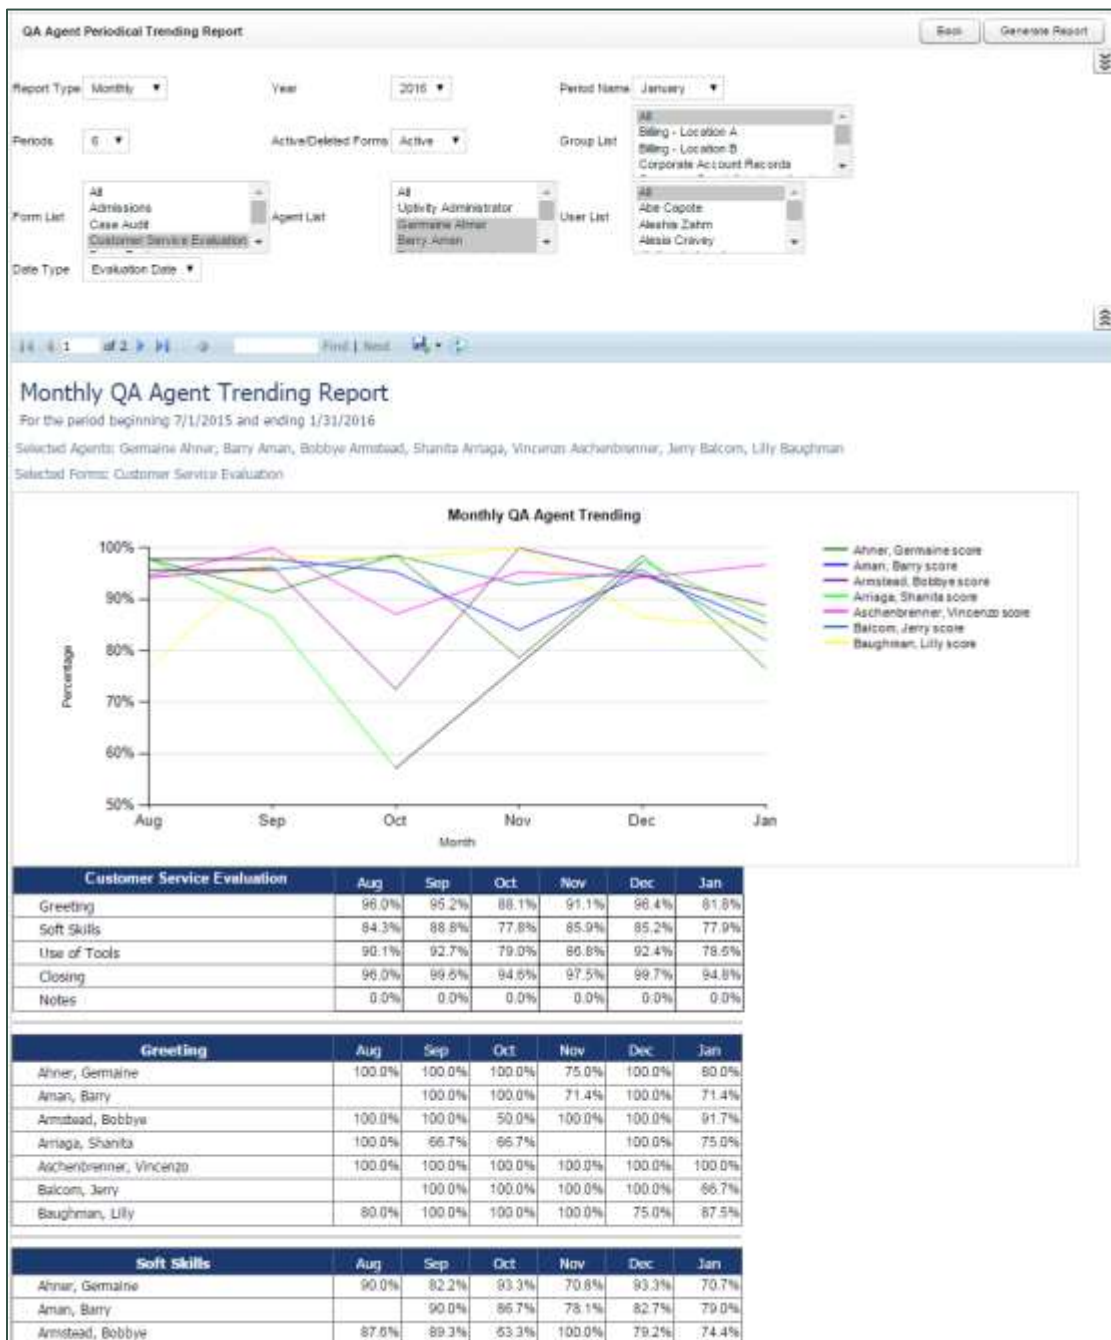 QA Agent Periodical Trending Report Back Generate Report
Report Type Monthly Year 2016 Period Name January
Periods 6 Active/Deleted Forms Active Group List All
Billing - Location A
Billing - Location B
Corporate Account Records
Form List All
Admissions
Case Audit
Customer Service Evaluation
Agent List All
Uptivity Administrator
Germaine Ahner
Barry Aman
User List All
Abe Capote
Aleshia Zahm
Alesia Cravey
Date Type Evaluation Date
1 of 2 Find | Next
Monthly QA Agent Trending Report
For the period beginning 7/1/2015 and ending 1/31/2016
Selected Agents: Germaine Ahner, Barry Aman, Bobbye Armstead, Shanita Arriaga, Vincenzo Aschenbrenner, Jerry Balcom, Lilly Baughman
Selected Forms: Customer Service Evaluation
Monthly QA Agent Trending
100%
90%
80%
70%
60%
50%
Percentage
Aug Sep Oct Nov Dec Jan
Month
Ahner, Germaine score
Aman, Barry score
Armstead, Bobbye score
Arriaga, Shanita score
Aschenbrenner, Vincenzo score
Balcom, Jerry score
Baughman, Lilly score
Customer Service Evaluation Aug Sep Oct Nov Dec Jan
Greeting 96.0% 95.2% 88.1% 91.1% 96.4% 81.8%
Soft Skills 84.3% 88.8% 77.8% 85.9% 85.2% 77.9%
Use of Tools 90.1% 92.7% 79.0% 86.8% 92.4% 78.6%
Closing 96.0% 99.6% 94.6% 97.5% 99.7% 94.8%
Notes 0.0% 0.0% 0.0% 0.0% 0.0% 0.0%
Greeting Aug Sep Oct Nov Dec Jan
Ahner, Germaine 100.0% 100.0% 100.0% 75.0% 100.0% 80.0%
Aman, Barry 100.0% 100.0% 71.4% 100.0% 71.4%
Armstead, Bobbye 100.0% 100.0% 50.0% 100.0% 100.0% 91.7%
Arriaga, Shanita 100.0% 66.7% 66.7% 100.0% 75.0%
Aschenbrenner, Vincenzo 100.0% 100.0% 100.0% 100.0% 100.0% 100.0%
Balcom, Jerry 100.0% 100.0% 100.0% 100.0% 66.7%
Baughman, Lilly 80.0% 100.0% 100.0% 100.0% 75.0% 87.5%
Soft Skills Aug Sep Oct Nov Dec Jan
Ahner, Germaine 90.0% 82.2% 93.3% 70.8% 93.3% 70.7%
Aman, Barry 90.0% 86.7% 78.1% 82.7% 79.0%
Armstead, Bobbye 87.6% 89.3% 63.3% 100.0% 79.2% 74.4%